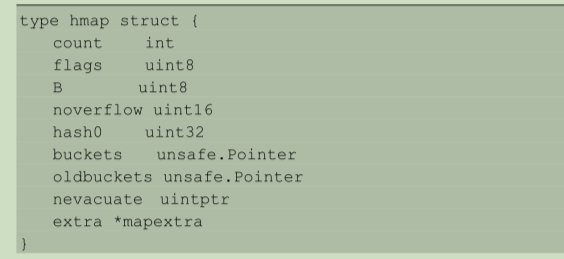 type hmap struct {
    count     int
    flags     uint8
    B        uint8
    noverflow uint16
    hash0     uint32
    buckets    unsafe.Pointer
    oldbuckets unsafe.Pointer
    nevacuate  uintptr
    extra *mapextra
}